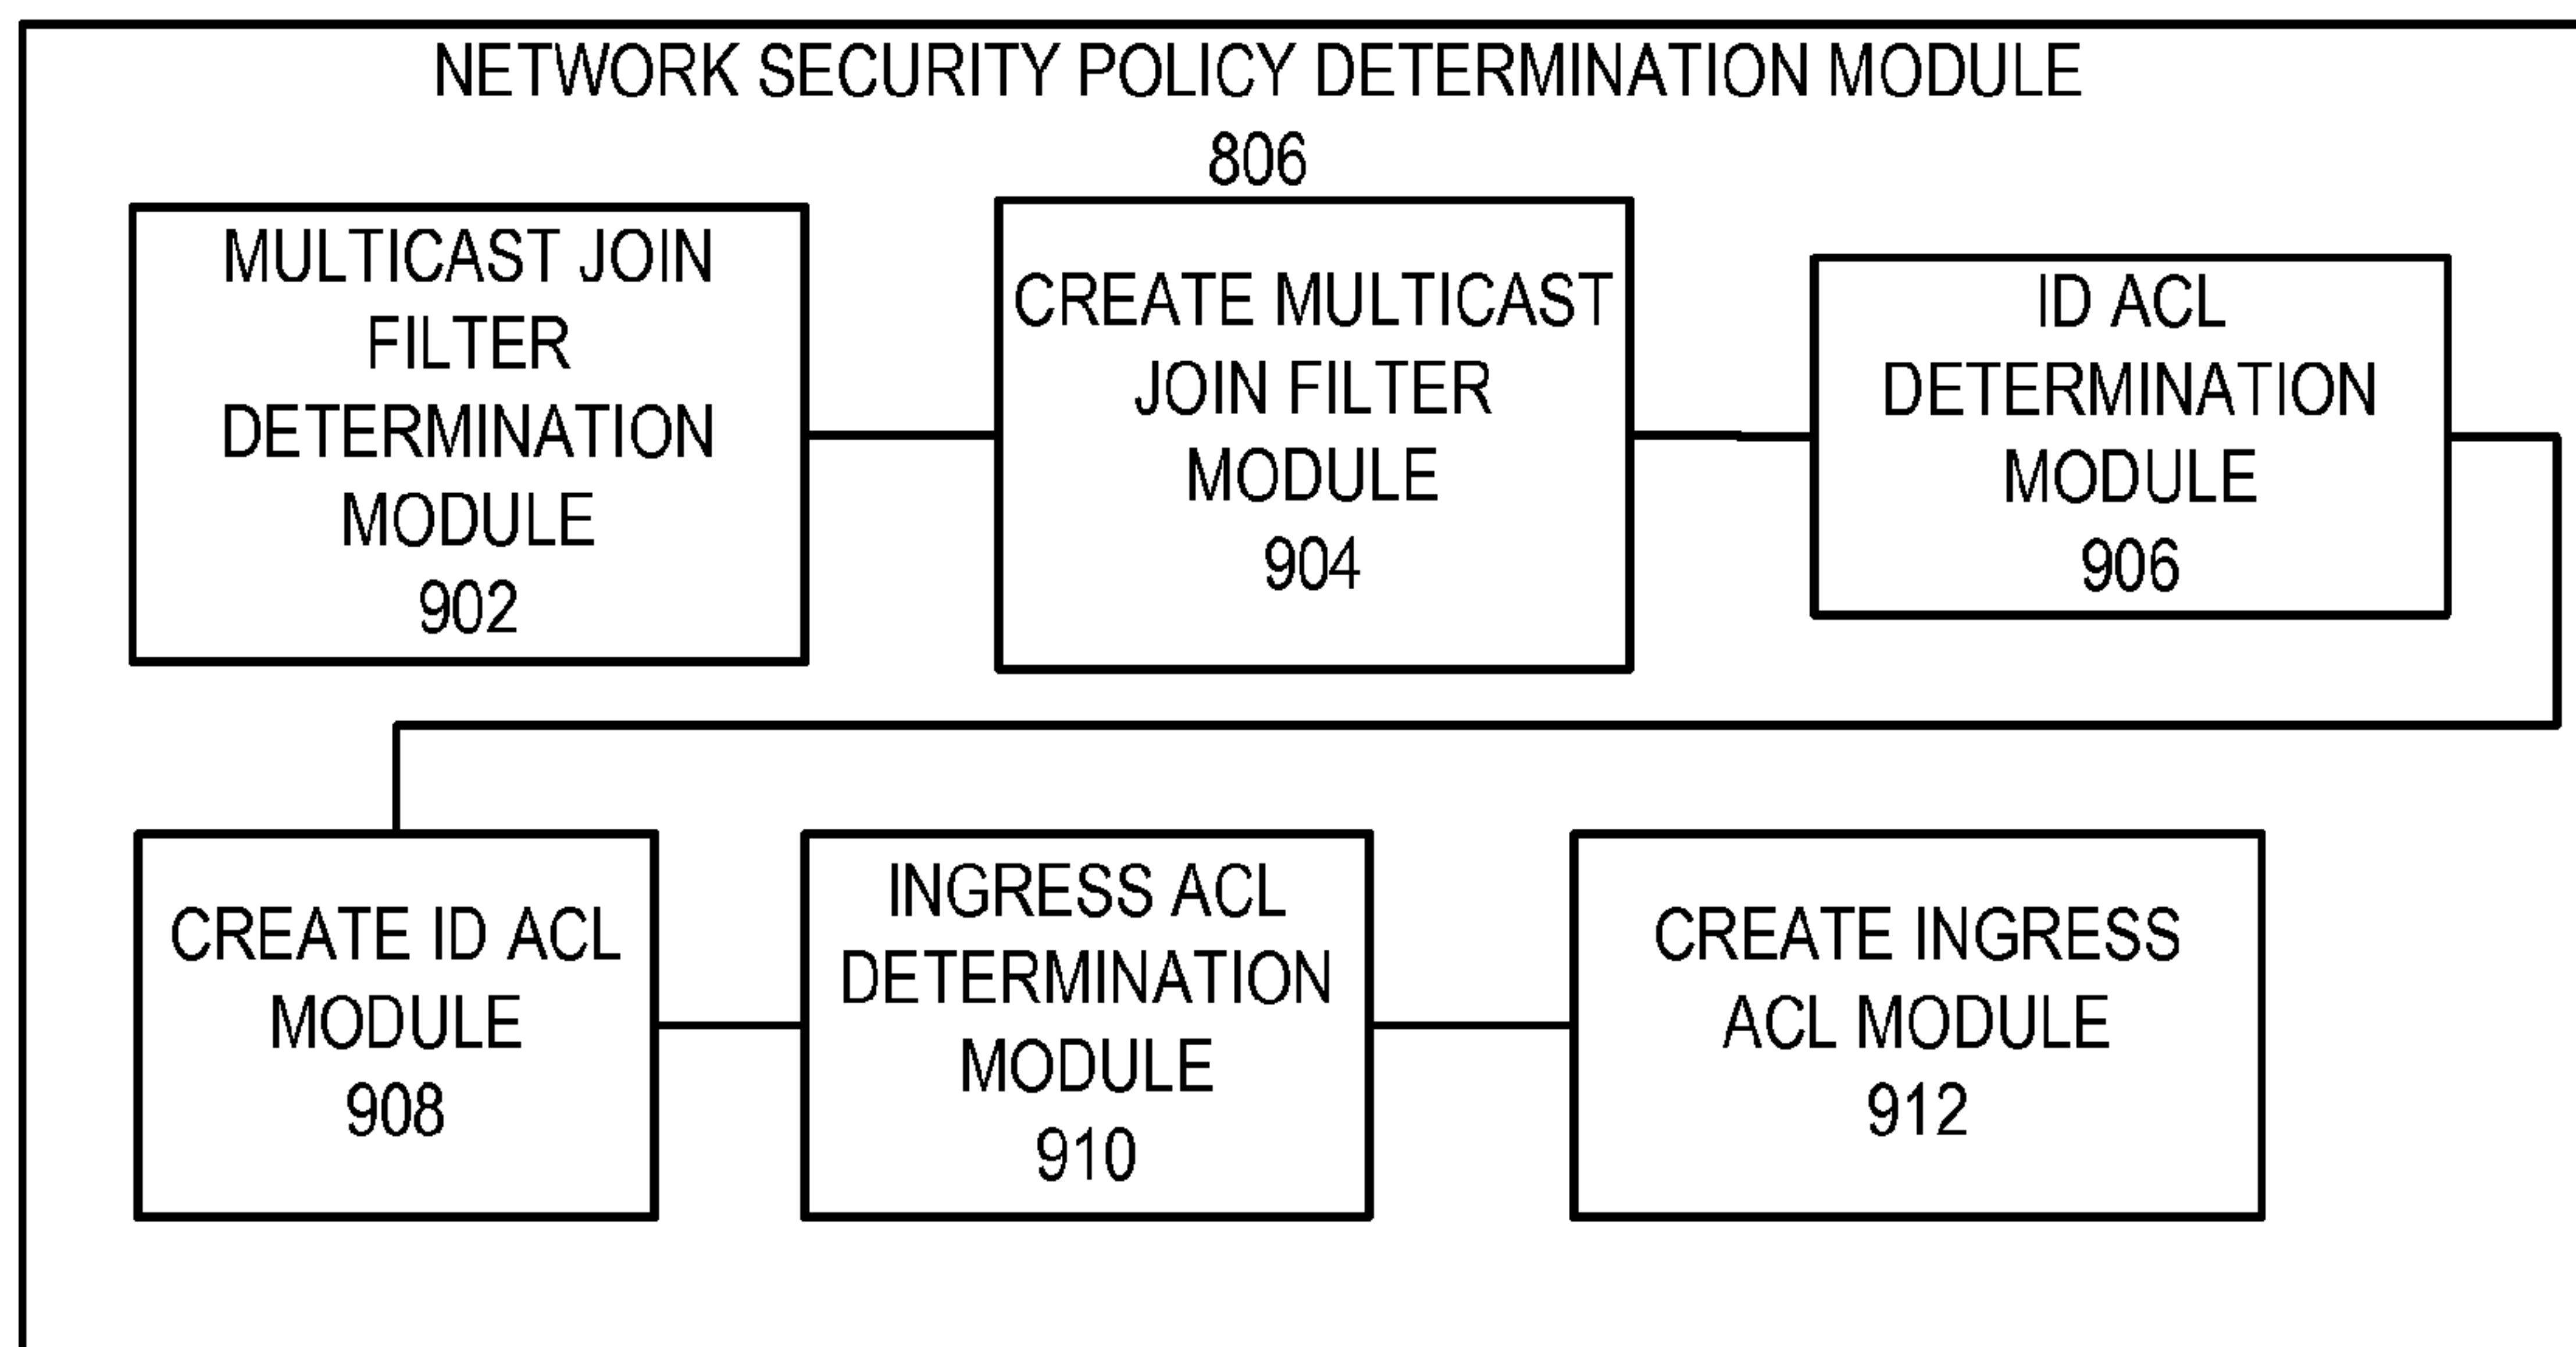 NETWORK SECURITY POLICY DETERMINATION MODULE
806
MULTICAST JOIN
FILTER
DETERMINATION
MODULE
902
CREATE MULTICAST
JOIN FILTER
MODULE
904
ID ACL
DETERMINATION
MODULE
906
CREATE ID ACL
MODULE
908
INGRESS ACL
DETERMINATION
MODULE
910
CREATE INGRESS
ACL MODULE
912